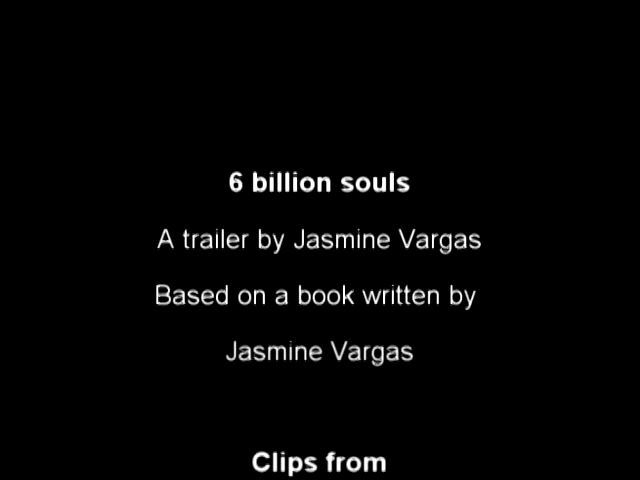 6 billion souls
A trailer by Jasmine Vargas
Based on a book written by
Jasmine Vargas
Clips from